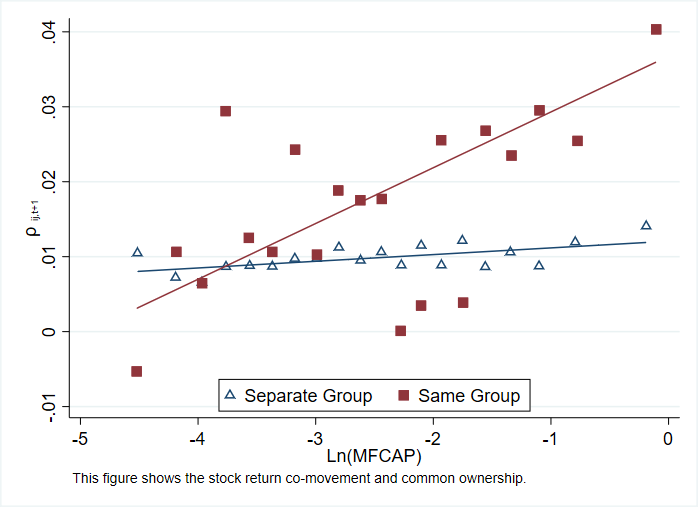 .04
.03
.02
.01
0
-.01
ρ ij,t+1
Separate Group
Same Group
-5 -4 -3 -2 -1 0
Ln(MFCAP)
This figure shows the stock return co-movement and common ownership.